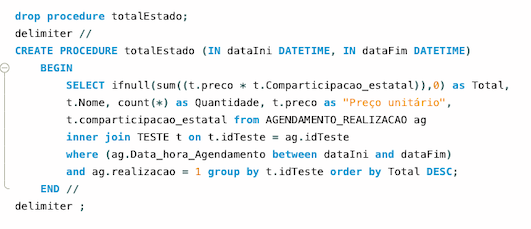 drop procedure totalEstado;
delimiter //
CREATE PROCEDURE totalEstado (IN dataIni DATETIME, IN dataFim DATETIME)
BEGIN
SELECT ifnull(sum((t.preco * t.Comparticipacao_estatal)),0) as Total,
t.Nome, count(*) as Quantidade, t.preco as "Preço unitário",
t.comparticipacao_estatal from AGENDAMENTO_REALIZACAO ag
inner join TESTE t on t.idTeste = ag.idTeste
where (ag.Data_hora_Agendamento between dataIni and dataFim)
and ag.realizacao = 1 group by t.idTeste order by Total DESC;
END //
delimiter ;